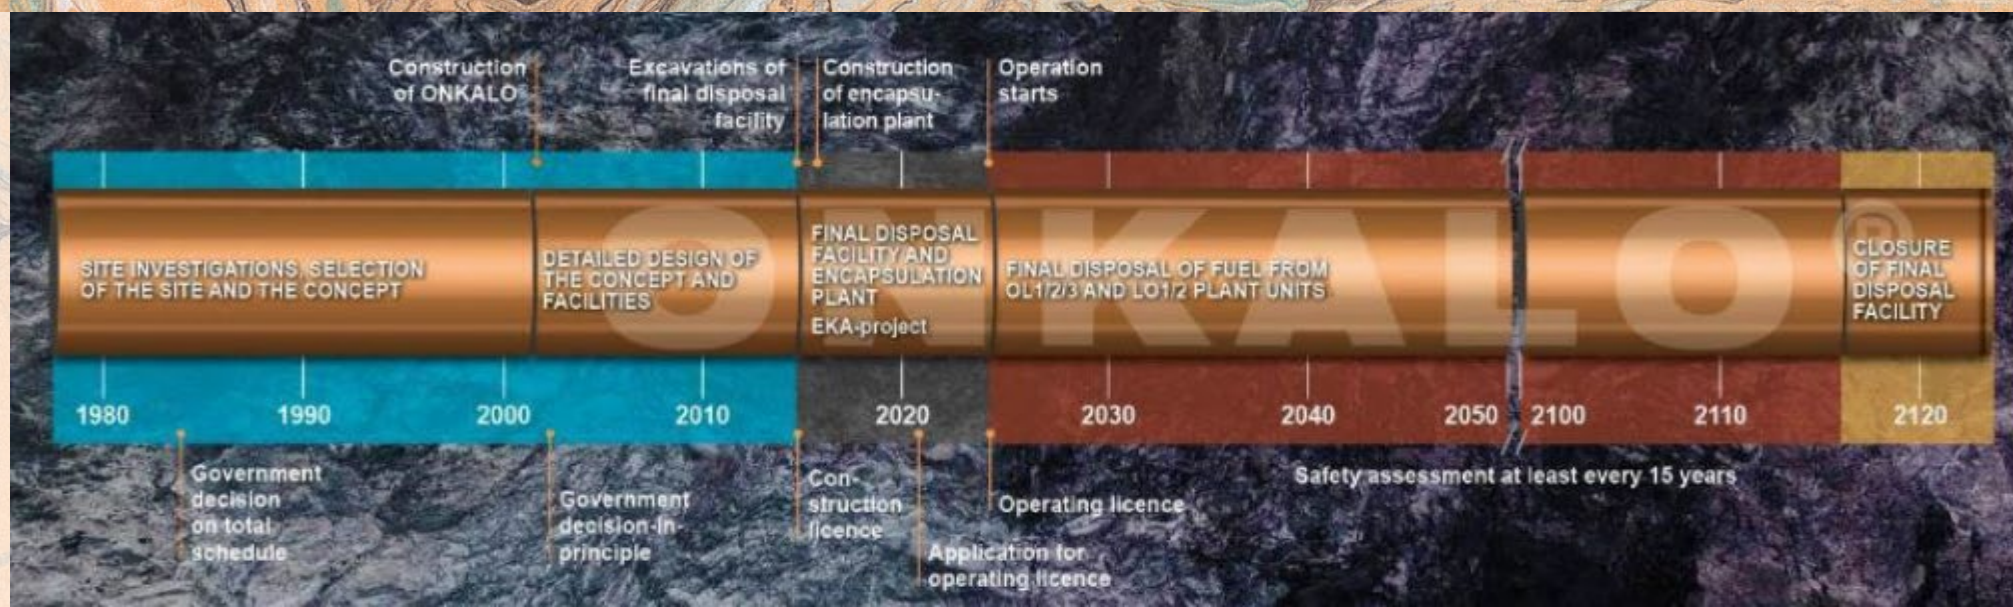 Construction
of ONKALO
Excavations of
final disposal
facility
Construction
of encapsu-
lation plant
Operation
starts
ONKALO®
SITE INVESTIGATIONS, SELECTION
OF THE SITE AND THE CONCEPT
DETAILED DESIGN OF
THE CONCEPT AND
FACILITIES
FINAL DISPOSAL
FACILITY AND
ENCAPSULATION
PLANT
EKA-project
FINAL DISPOSAL OF FUEL FROM
OL1/2/3 AND LO1/2 PLANT UNITS
CLOSURE
OF FINAL
DISPOSAL
FACILITY
1980 1990 2000 2010 2020 2030 2040 2050 2100 2110 2120
Government
decision
on total
schedule
Government
decision-in-
principle
Con-
struction
licence
Application for
operating licence
Operating licence
Safety assessment at least every 15 years